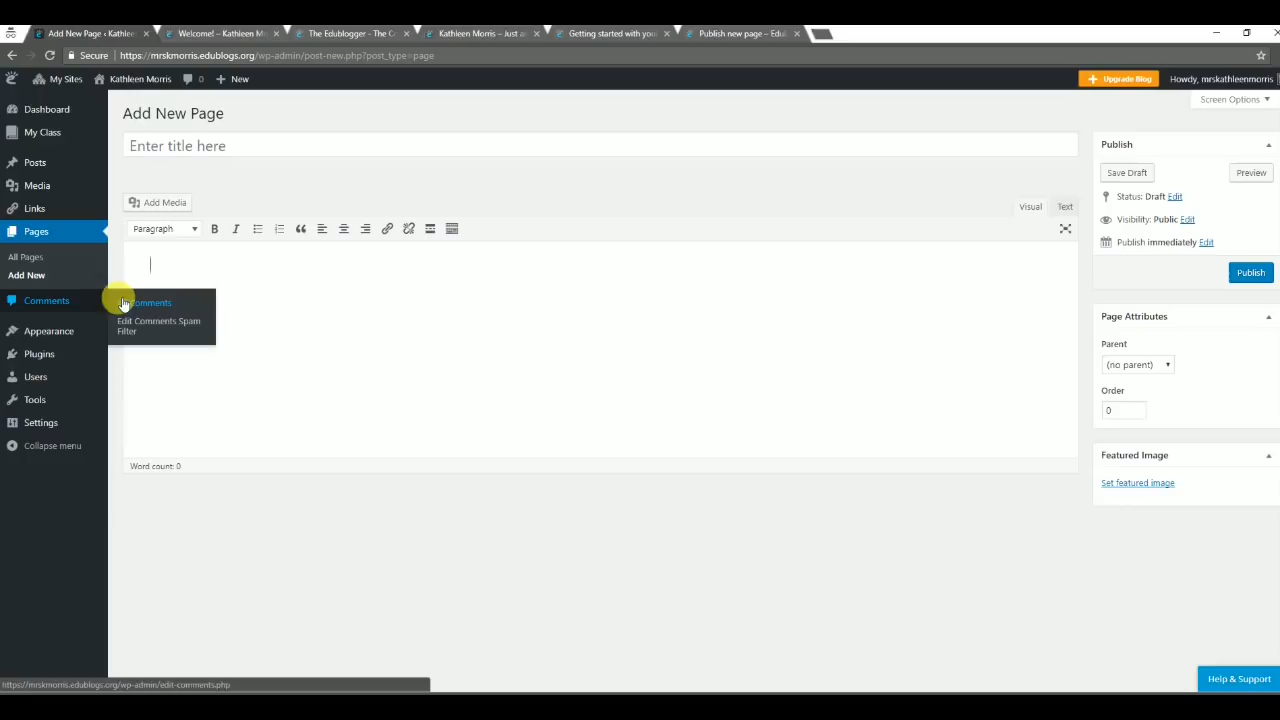 Add New Page ‹ Kathlee
Welcome! – Kathleen M
The Edublogger – The C
Kathleen Morris – Just a
Getting started with you
Publish new page – Edu
Secure | https://mrskmorris.edublogs.org/wp-admin/post-new.php?post_type=page
My Sites
Kathleen Morris
0
New
Upgrade Blog
Howdy, mrskathleenmorris
Screen Options
Dashboard
My Class
Posts
Media
Links
Pages
All Pages
Add New
Comments
Comments
Edit Comments Spam
Filter
Appearance
Plugins
Users
Tools
Settings
Collapse menu
Add New Page
Enter title here
Add Media
Visual
Text
Paragraph
B
I
Word count: 0
Publish
Save Draft
Preview
Status: Draft Edit
Visibility: Public Edit
Publish immediately Edit
Publish
Page Attributes
Parent
(no parent)
Order
0
Featured Image
Set featured image
https://mrskmorris.edublogs.org/wp-admin/edit-comments.php
Help & Support